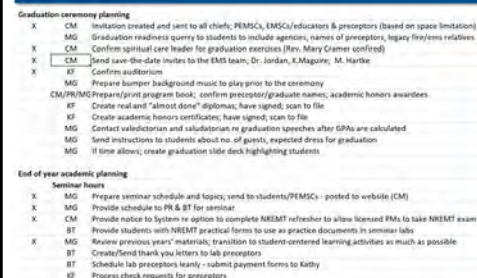 Graduation ceremony planning
X CM Invitation created and sent to all chiefs; PEMSCs, EMSCs/educators & preceptors (based on space limitation)
MG Graduation readiness querry to students to include agencies, names of preceptors, legacy fire/ems relatives
X CM Confirm spiritual care leader for graduation exercises (Rev. Mary Cramer confired)
X CM Send save-the-date invites to the EMS team; Dr. Jordan, K.Maguire; M. Hartke
X KF Confirm auditorium
MG Prepare bumper background music to play prior to the ceremony
CM/PR/MG Prepare/print program book; confirm preceptor/graduate names; academic honors awardees
KF Create real and "almost done" diplomas; have signed; scan to file
KF Create academic honors certificates; have signed; scan to file
MG Contact valedictorian and saludatorian re graduation speeches after GPAs are calculated
MG Send instructions to students about no. of guests, expected dress for graduation
MG If time allows; create graduation slide deck highlighting students
End of year academic planning
Seminar hours
X MG Prepare seminar schedule and topics; send to students/PEMSCs - posted to website (CM)
X MG Provide schedule to PR & BT for seminar
X CM Provide notice to System re option to complete NREMT refresher to allow licensed PMs to take NREMT exam
BT Provide students with NREMT practical forms to use as practice documents in seminar labs
X MG Review previous years' materials; transition to student-centered learning activities as much as possible
BT Create/Send thank you letters to lab preceptors
BT Schedule lab preceptors leanly - submit payment forms to Kathy
KF Process check requests for preceptors